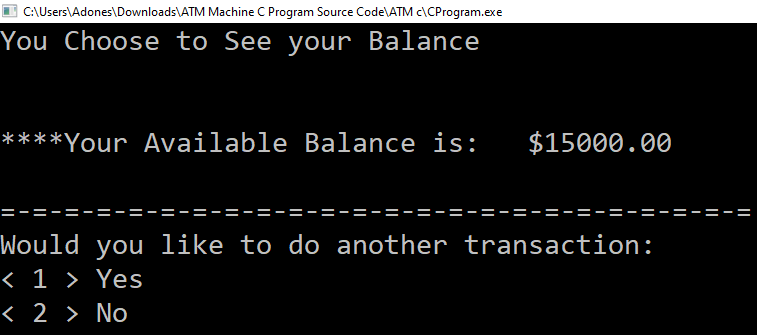 C:\Users\Adones\Downloads\ATM Machine C Program Source Code\ATM c\CProgram.exe
You Choose to See your Balance
****Your Available Balance is:   $15000.00
=-=-=-=-=-=-=-=-=-=-=-=-=-=-=-=-=-=-=-=-=-=-=-=
Would you like to do another transaction:
< 1 > Yes
< 2 > No